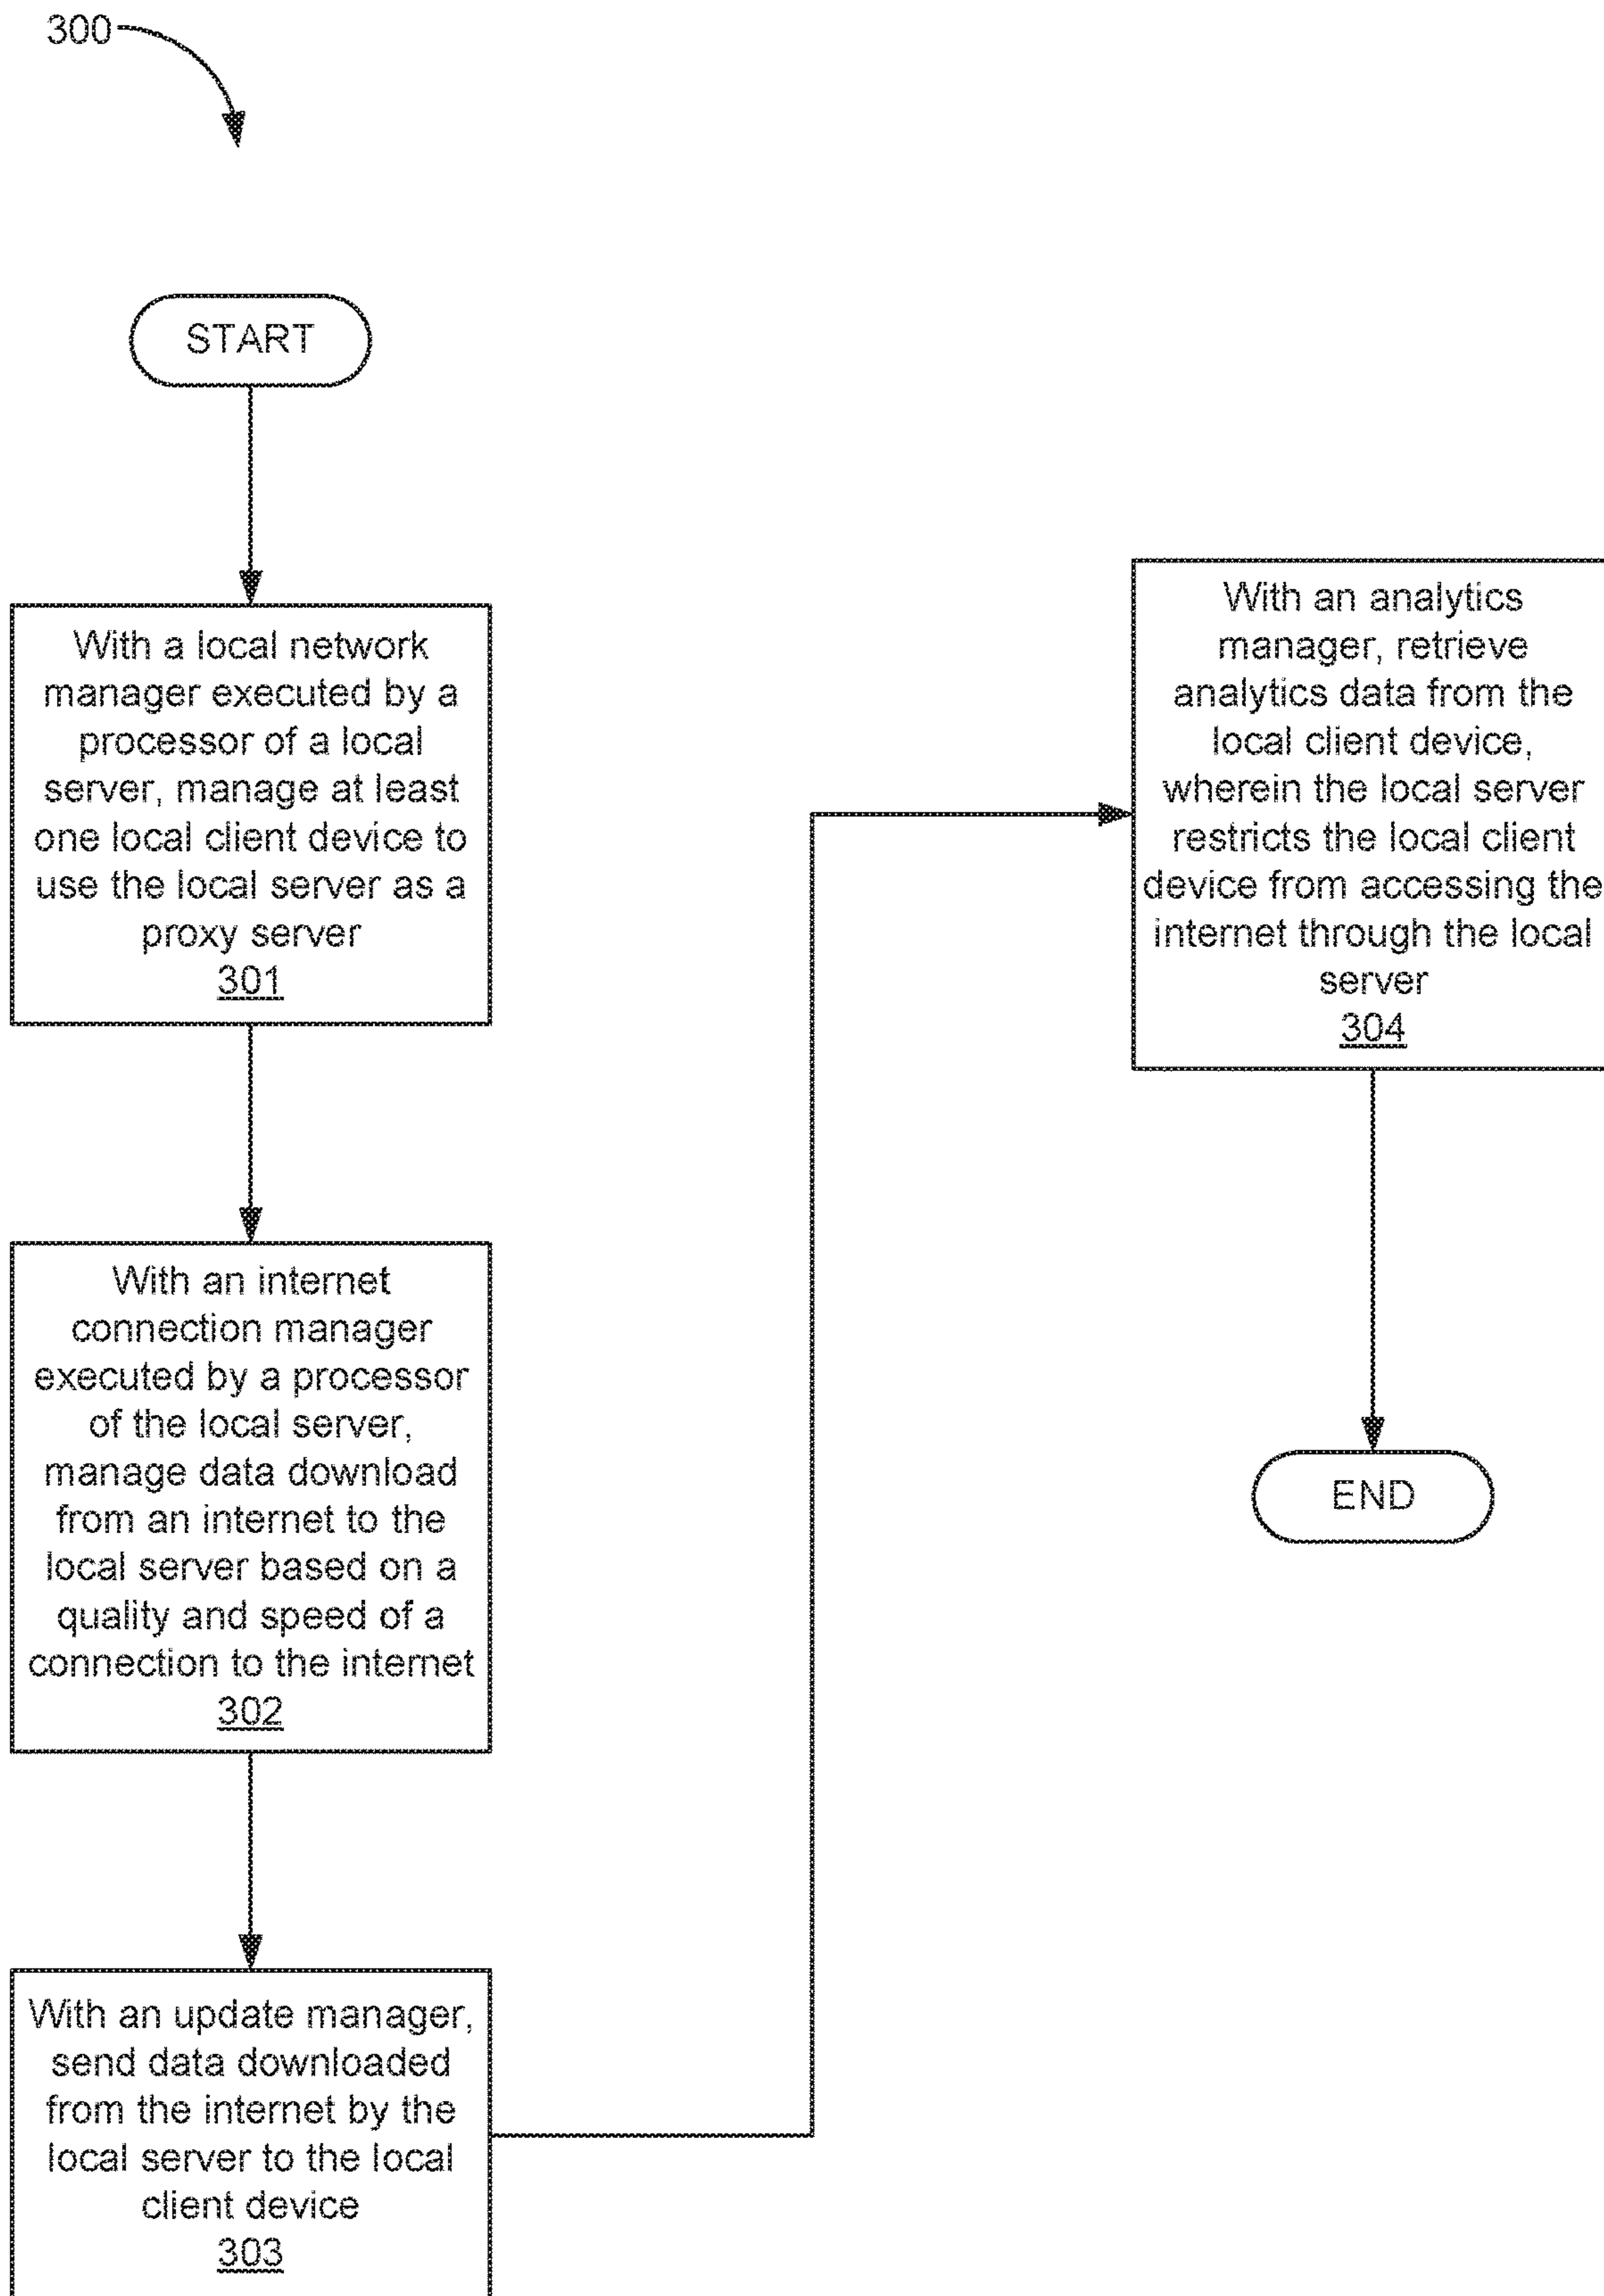 300
START
With a local network
manager executed by a
processor of a local
server, manage at least
one local client device to
use the local server as a
proxy server
301
With an internet
connection manager
executed by a processor
of the local server,
manage data download
from an internet to the
local server based on a
quality and speed of a
connection to the internet
302
With an update manager,
send data downloaded
from the internet by the
local server to the local
client device
303
With an analytics
manager, retrieve
analytics data from the
local client device,
wherein the local server
restricts the local client
device from accessing the
internet through the local
server
304
END